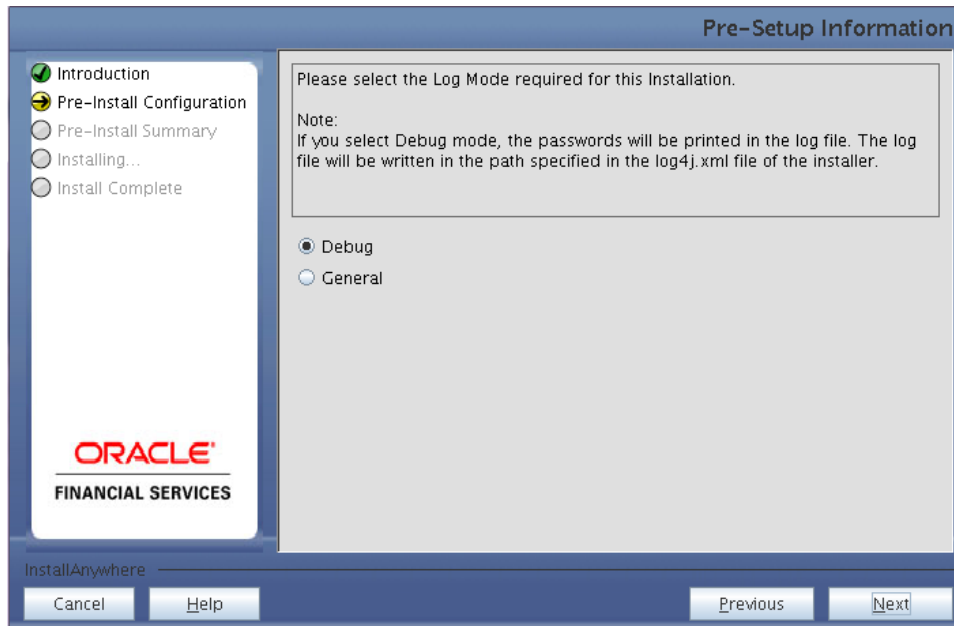 Pre-Setup Information
Introduction
Pre-Install Configuration
Pre-Install Summary
Installing...
Install Complete
ORACLE'
FINANCIAL SERVICES
Please select the Log Mode required for this Installation.
Note:
If you select Debug mode, the passwords will be printed in the log file. The log
file will be written in the path specified in the log4j.xml file of the installer.
Debug
General
InstallAnywhere
Cancel
Help
Previous
Next